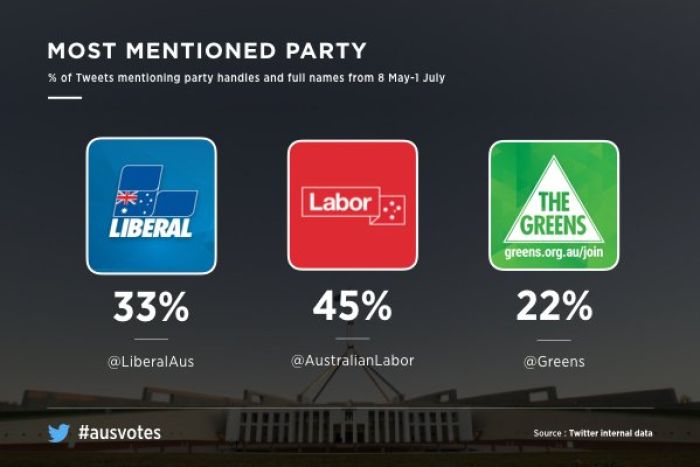 MOST MENTIONED PARTY
% of Tweets mentioning party handles and full names from 8 May-1 July
LIBERAL
Labor
THE
GREENS
greens.org.au/join
33%
45%
22%
@LiberalAus
@AustralianLabor
@Greens
#ausvotes
Source : Twitter internal data